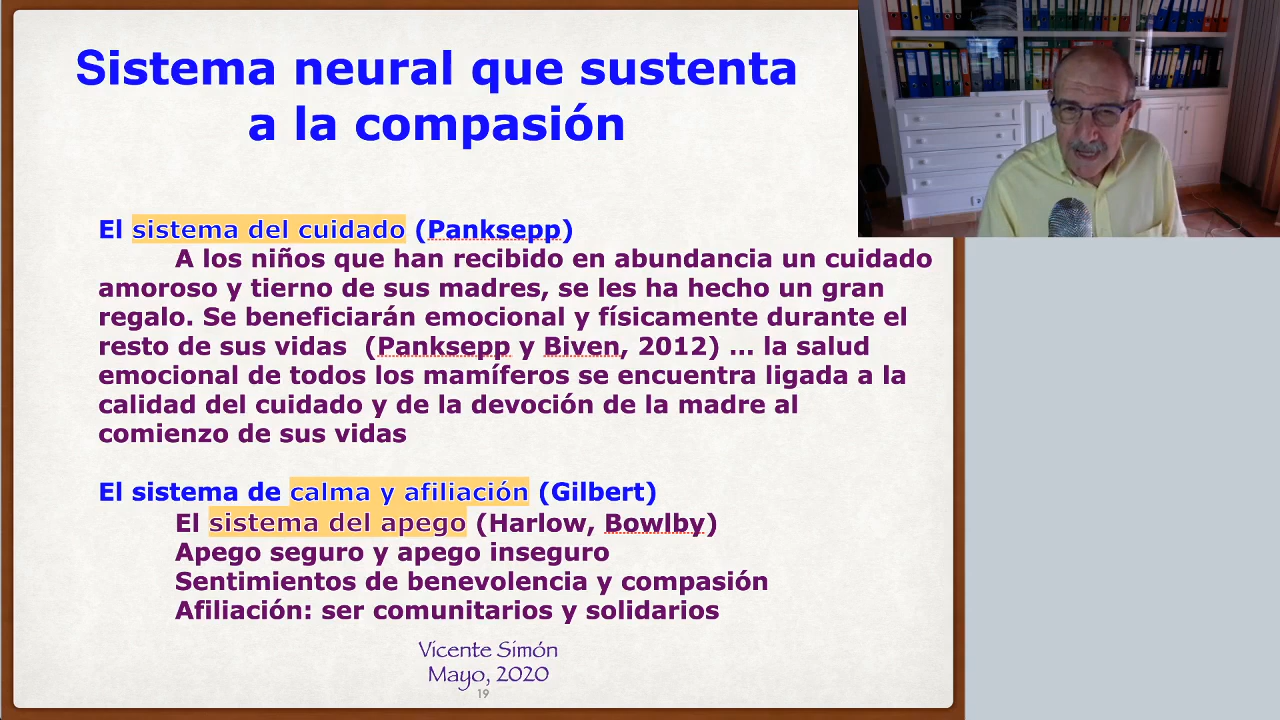 Sistema neural que sustenta
a la compasión
El sistema del cuidado (Panksepp)
A los niños que han recibido en abundancia un cuidado
amoroso y tierno de sus madres, se les ha hecho un gran
regalo. Se beneficiarán emocional y físicamente durante el
resto de sus vidas (Panksepp y Biven, 2012) ... la salud
emocional de todos los mamíferos se encuentra ligada a la
calidad del cuidado y de la devoción de la madre al
comienzo de sus vidas
El sistema de calma y afiliación (Gilbert)
El sistema del apego (Harlow, Bowlby)
Apego seguro y apego inseguro
Sentimientos de benevolencia y compasión
Afiliación: ser comunitarios y solidarios
Vicente Simón
Mayo, 2020
19